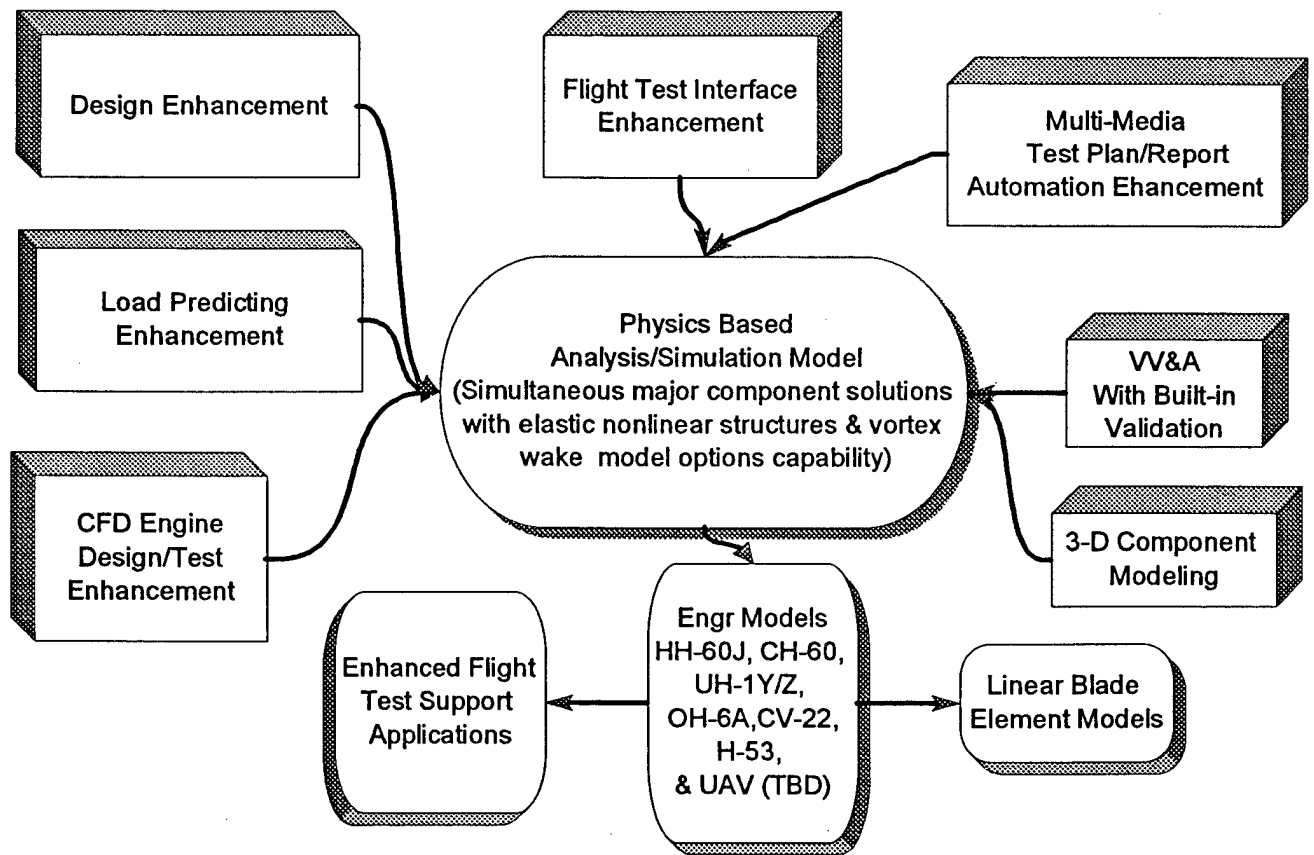 Design Enhancement
Flight Test Interface
Enhancement
Multi-Media
Test Plan/Report
Automation Ehancement
Load Predicting
Enhancement
Physics Based
Analysis/Simulation Model
(Simultaneous major component solutions
with elastic nonlinear structures & vortex
wake model options capability)
VV&A
With Built-in
Validation
CFD Engine
Design/Test
Enhancement
3-D Component
Modeling
Enhanced Flight
Test Support
Applications
Engr Models
HH-60J, CH-60,
UH-1Y/Z,
OH-6A,CV-22,
H-53,
& UAV (TBD)
Linear Blade
Element Models